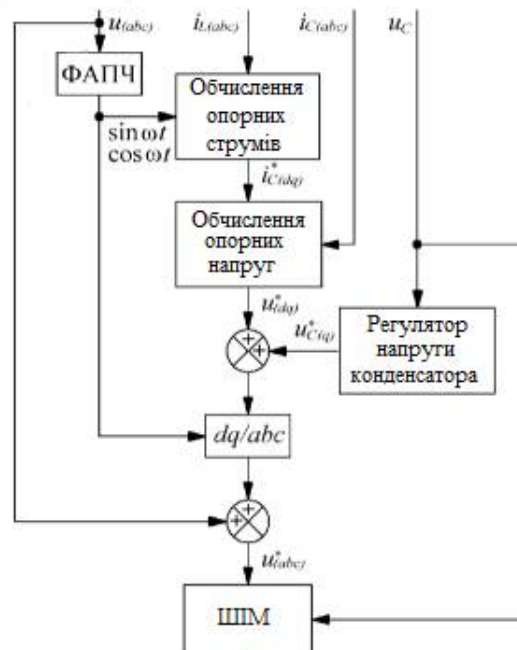 u(abc) iL(abc) iC(abc) uC
ФАПЧ
sin ωt
cos ωt
Обчислення
опорних
струмів
i*C(dq)
Обчислення
опорних
напруг
u*(dq)
u*C(q)
Регулятор
напруги
конденсатора
+
+
dq/abc
+
+
u*(abc)
ШІМ